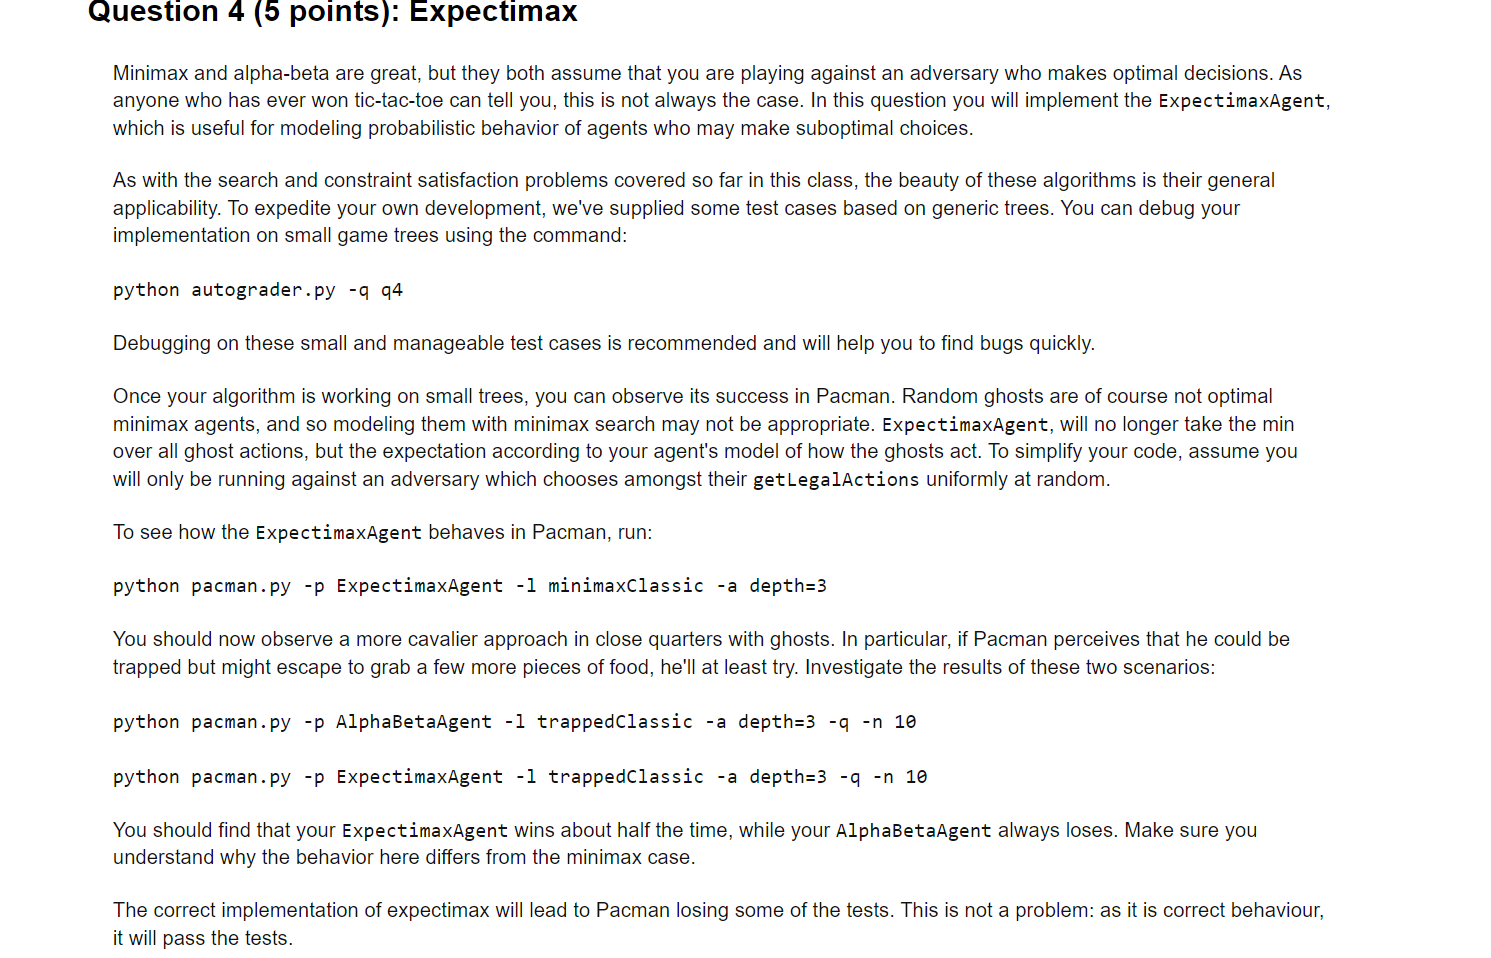 Question 4 (5 points): Expectimax
Minimax and alpha-beta are great, but they both assume that you are playing against an adversary who makes optimal decisions. As
anyone who has ever won tic-tac-toe can tell you, this is not always the case. In this question you will implement the ExpectimaxAgent,
which is useful for modeling probabilistic behavior of agents who may make suboptimal choices.
As with the search and constraint satisfaction problems covered so far in this class, the beauty of these algorithms is their general
applicability. To expedite your own development, we've supplied some test cases based on generic trees. You can debug your
implementation on small game trees using the command:
python autograder.py -q q4
Debugging on these small and manageable test cases is recommended and will help you to find bugs quickly.
Once your algorithm is working on small trees, you can observe its success in Pacman. Random ghosts are of course not optimal
minimax agents, and so modeling them with minimax search may not be appropriate. ExpectimaxAgent, will no longer take the min
over all ghost actions, but the expectation according to your agent's model of how the ghosts act. To simplify your code, assume you
will only be running against an adversary which chooses amongst their getLegalActions uniformly at random.
To see how the ExpectimaxAgent behaves in Pacman, run:
python pacman.py -p ExpectimaxAgent -l minimaxClassic -a depth=3
You should now observe a more cavalier approach in close quarters with ghosts. In particular, if Pacman perceives that he could be
trapped but might escape to grab a few more pieces of food, he'll at least try. Investigate the results of these two scenarios:
python pacman.py -p AlphaBetaAgent -l trappedClassic -a depth=3 -q -n 10
python pacman.py -p ExpectimaxAgent -l trappedClassic -a depth=3 -q -n 10
You should find that your ExpectimaxAgent wins about half the time, while your AlphaBetaAgent always loses. Make sure you
understand why the behavior here differs from the minimax case.
The correct implementation of expectimax will lead to Pacman losing some of the tests. This is not a problem: as it is correct behaviour,
it will pass the tests.